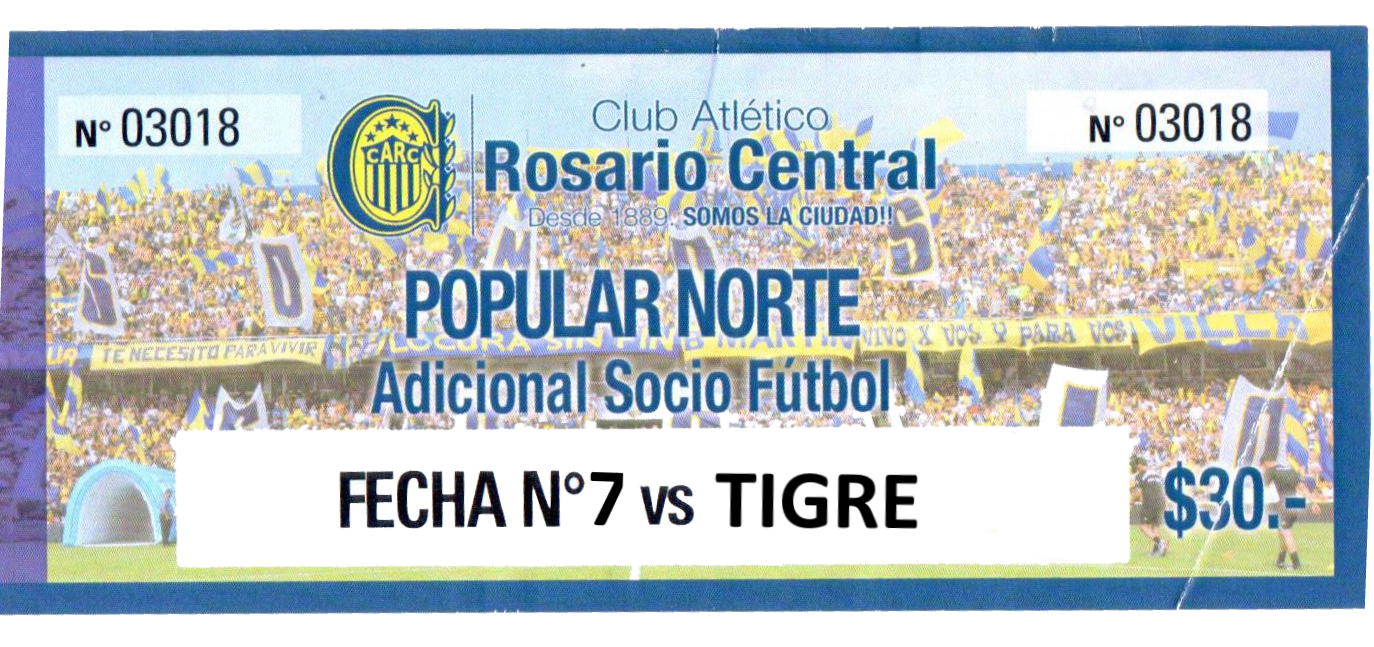 Nº 03018
Nº 03018
CARC
Club Atlético
Rosario Central
Desde 1889. SOMOS LA CIUDAD!!
POPULAR NORTE
TE NECESITO PARA VIVIR
LOCURA SIN FIN
VIVO X VOS Y PARA VOS
VILLA
Adicional Socio Fútbol
FECHA Nº7 vs TIGRE
$30.-